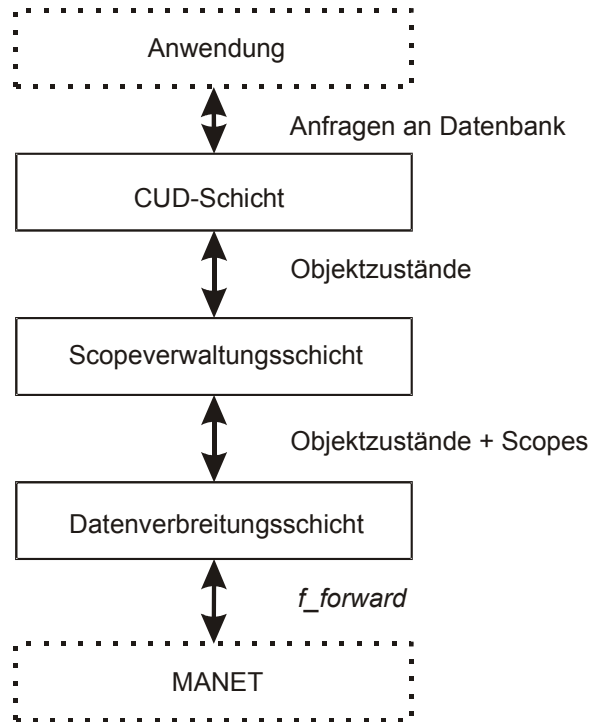 Anwendung
Anfragen an Datenbank
CUD-Schicht
Objektzustände
Scopeverwaltungsschicht
Objektzustände + Scopes
Datenverbreitungsschicht
f_forward
MANET